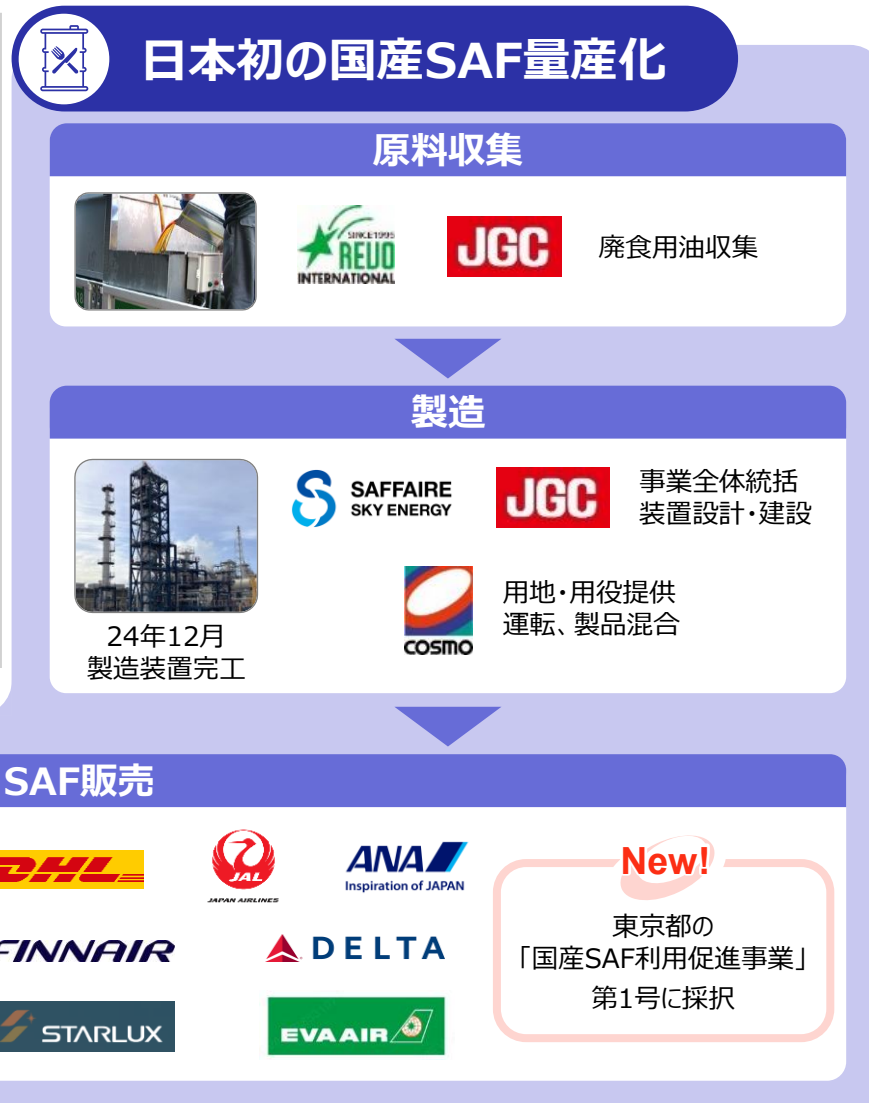 日本初の国産SAF量産化
原料収集
SINCE1995
REVO
INTERNATIONAL
JGC
廃食用油収集
製造
SAFFAIRE
SKY ENERGY
JGC
事業全体統括
装置設計・建設
24年12月
製造装置完工
COSMO
用地・用役提供
運転、製品混合
SAF販売
DHL
JAL
JAPAN AIRLINES
ANA
Inspiration of JAPAN
FINNAIR
DELTA
STARLUX
EVA AIR
New!
東京都の
「国産SAF利用促進事業」
第1号に採択